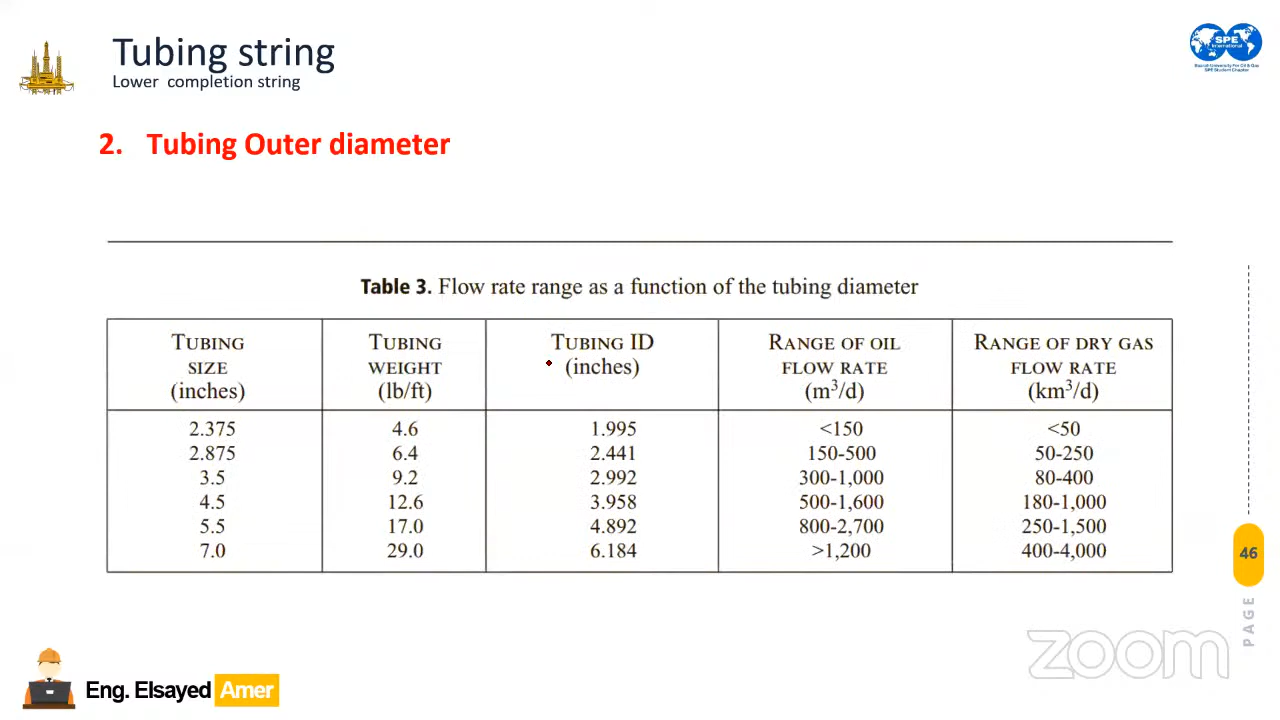 Tubing string
Lower completion string
SPE
International
2. Tubing Outer diameter
Table 3. Flow rate range as a function of the tubing diameter
TUBING SIZE (inches) TUBING WEIGHT (lb/ft) TUBING ID (inches) RANGE OF OIL FLOW RATE (m³/d) RANGE OF DRY GAS FLOW RATE (km³/d)
2.375 4.6 1.995 <150 <50
2.875 6.4 2.441 150-500 50-250
3.5 9.2 2.992 300-1,000 80-400
4.5 12.6 3.958 500-1,600 180-1,000
5.5 17.0 4.892 800-2,700 250-1,500
7.0 29.0 6.184 >1,200 400-4,000
46
PAGE
zoom
Eng. Elsayed Amer